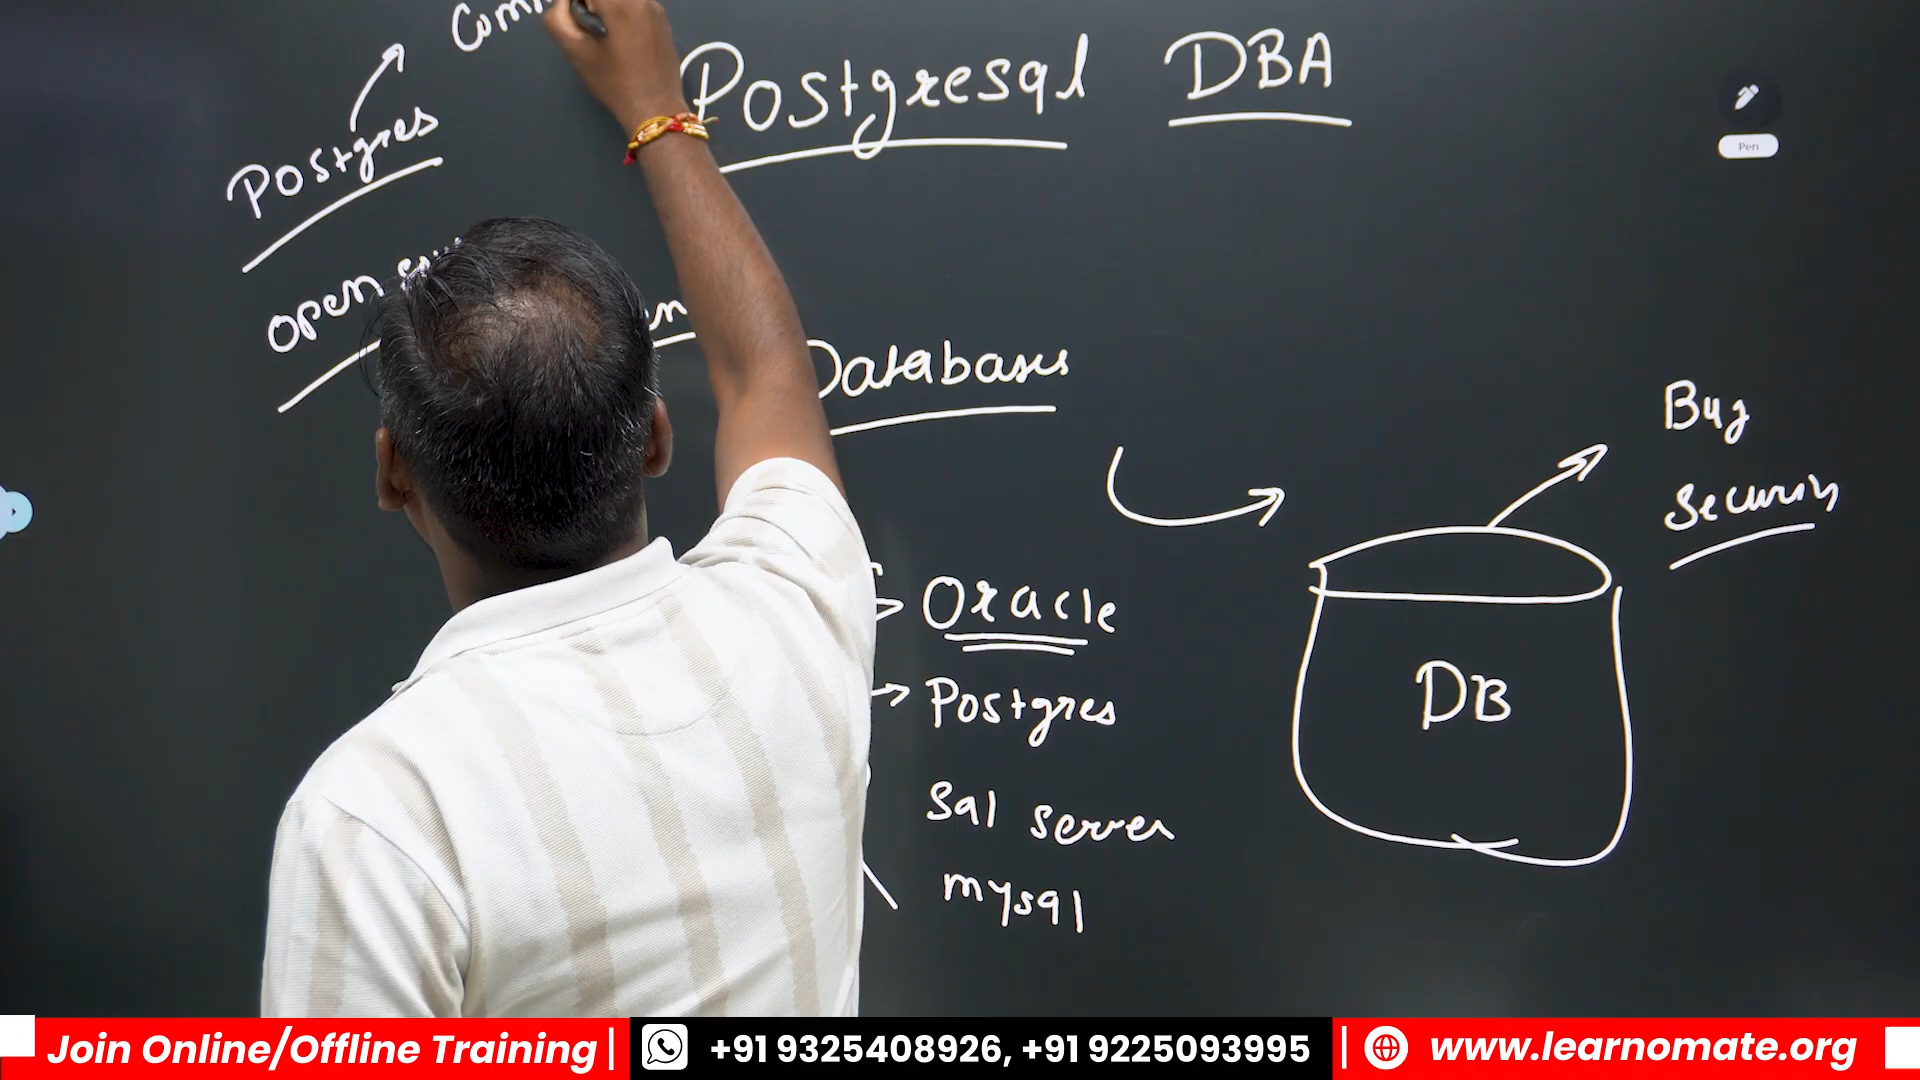 Postgresql DBA
Postgres
open
Databases
Bug
Security
Oracle
Postgres
DB
Sql server
mysql
Pen
Join Online/Offline Training | +91 9325408926, +91 9225093995 | www.learnomate.org